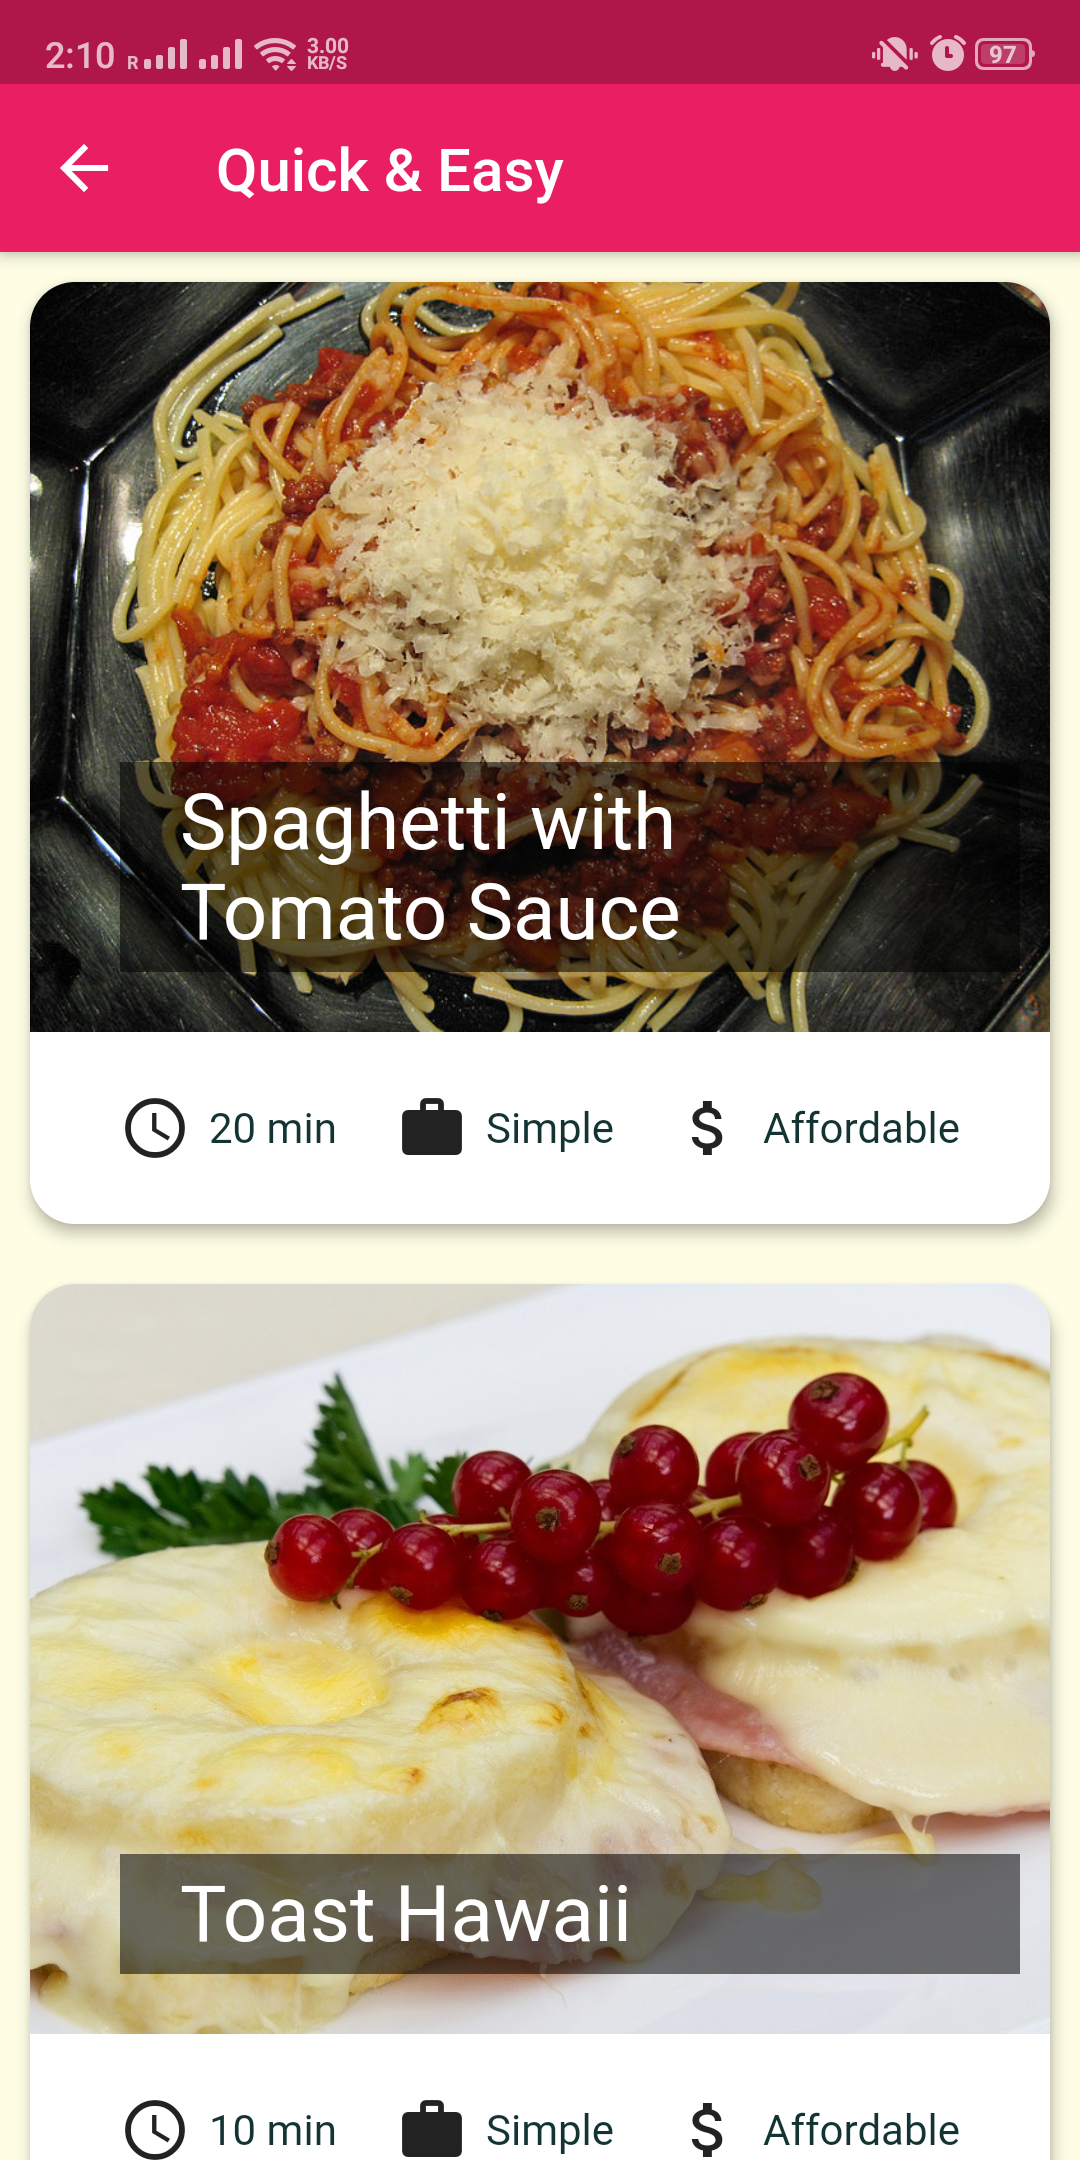 2:10 R 3.00 KB/S 97
Quick & Easy
Spaghetti with
Tomato Sauce
20 min Simple Affordable
Toast Hawaii
10 min Simple Affordable